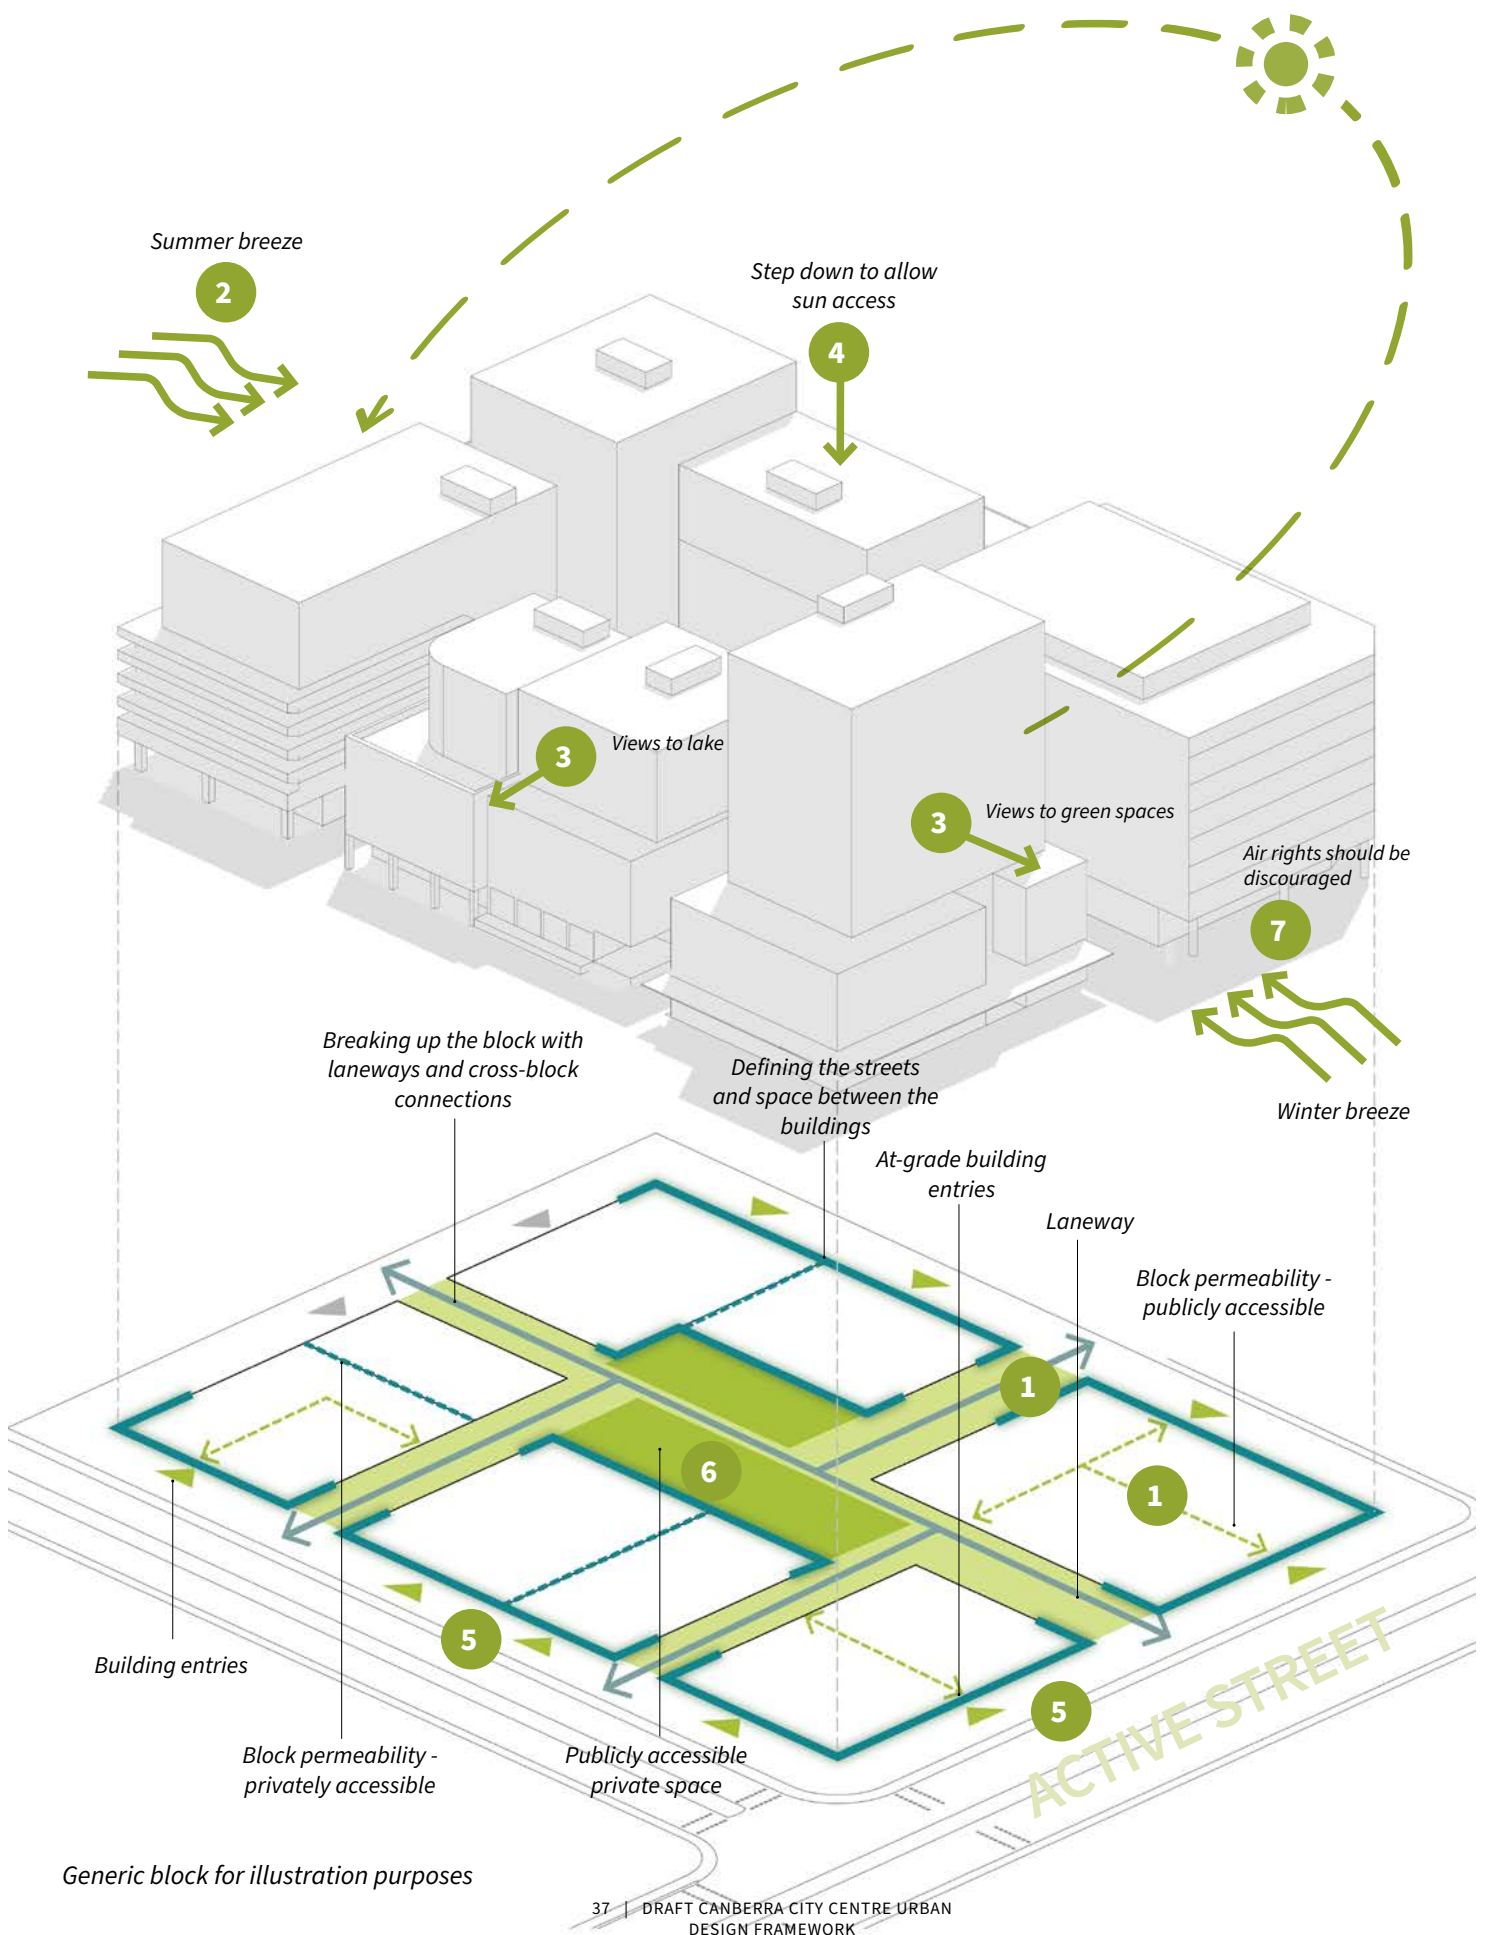 Summer breeze
2
Step down to allow
sun access
4
3
Views to lake
3
Views to green spaces
Air rights should be
discouraged
7
Winter breeze
Breaking up the block with
laneways and cross-block
connections
Defining the streets
and space between the
buildings
At-grade building
entries
Laneway
Block permeability -
publicly accessible
1
1
6
5
5
Building entries
Block permeability -
privately accessible
Publicly accessible
private space
ACTIVE STREET
Generic block for illustration purposes
37 | DRAFT CANBERRA CITY CENTRE URBAN
DESIGN FRAMEWORK